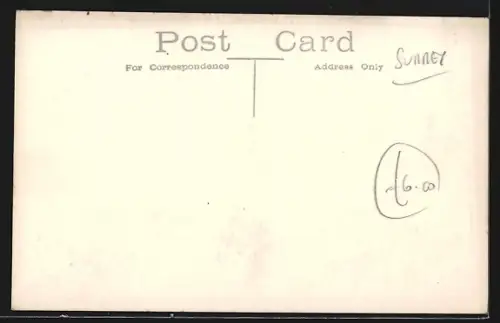 Post Card
For Correspondence Address Only
SURREY
£6.00